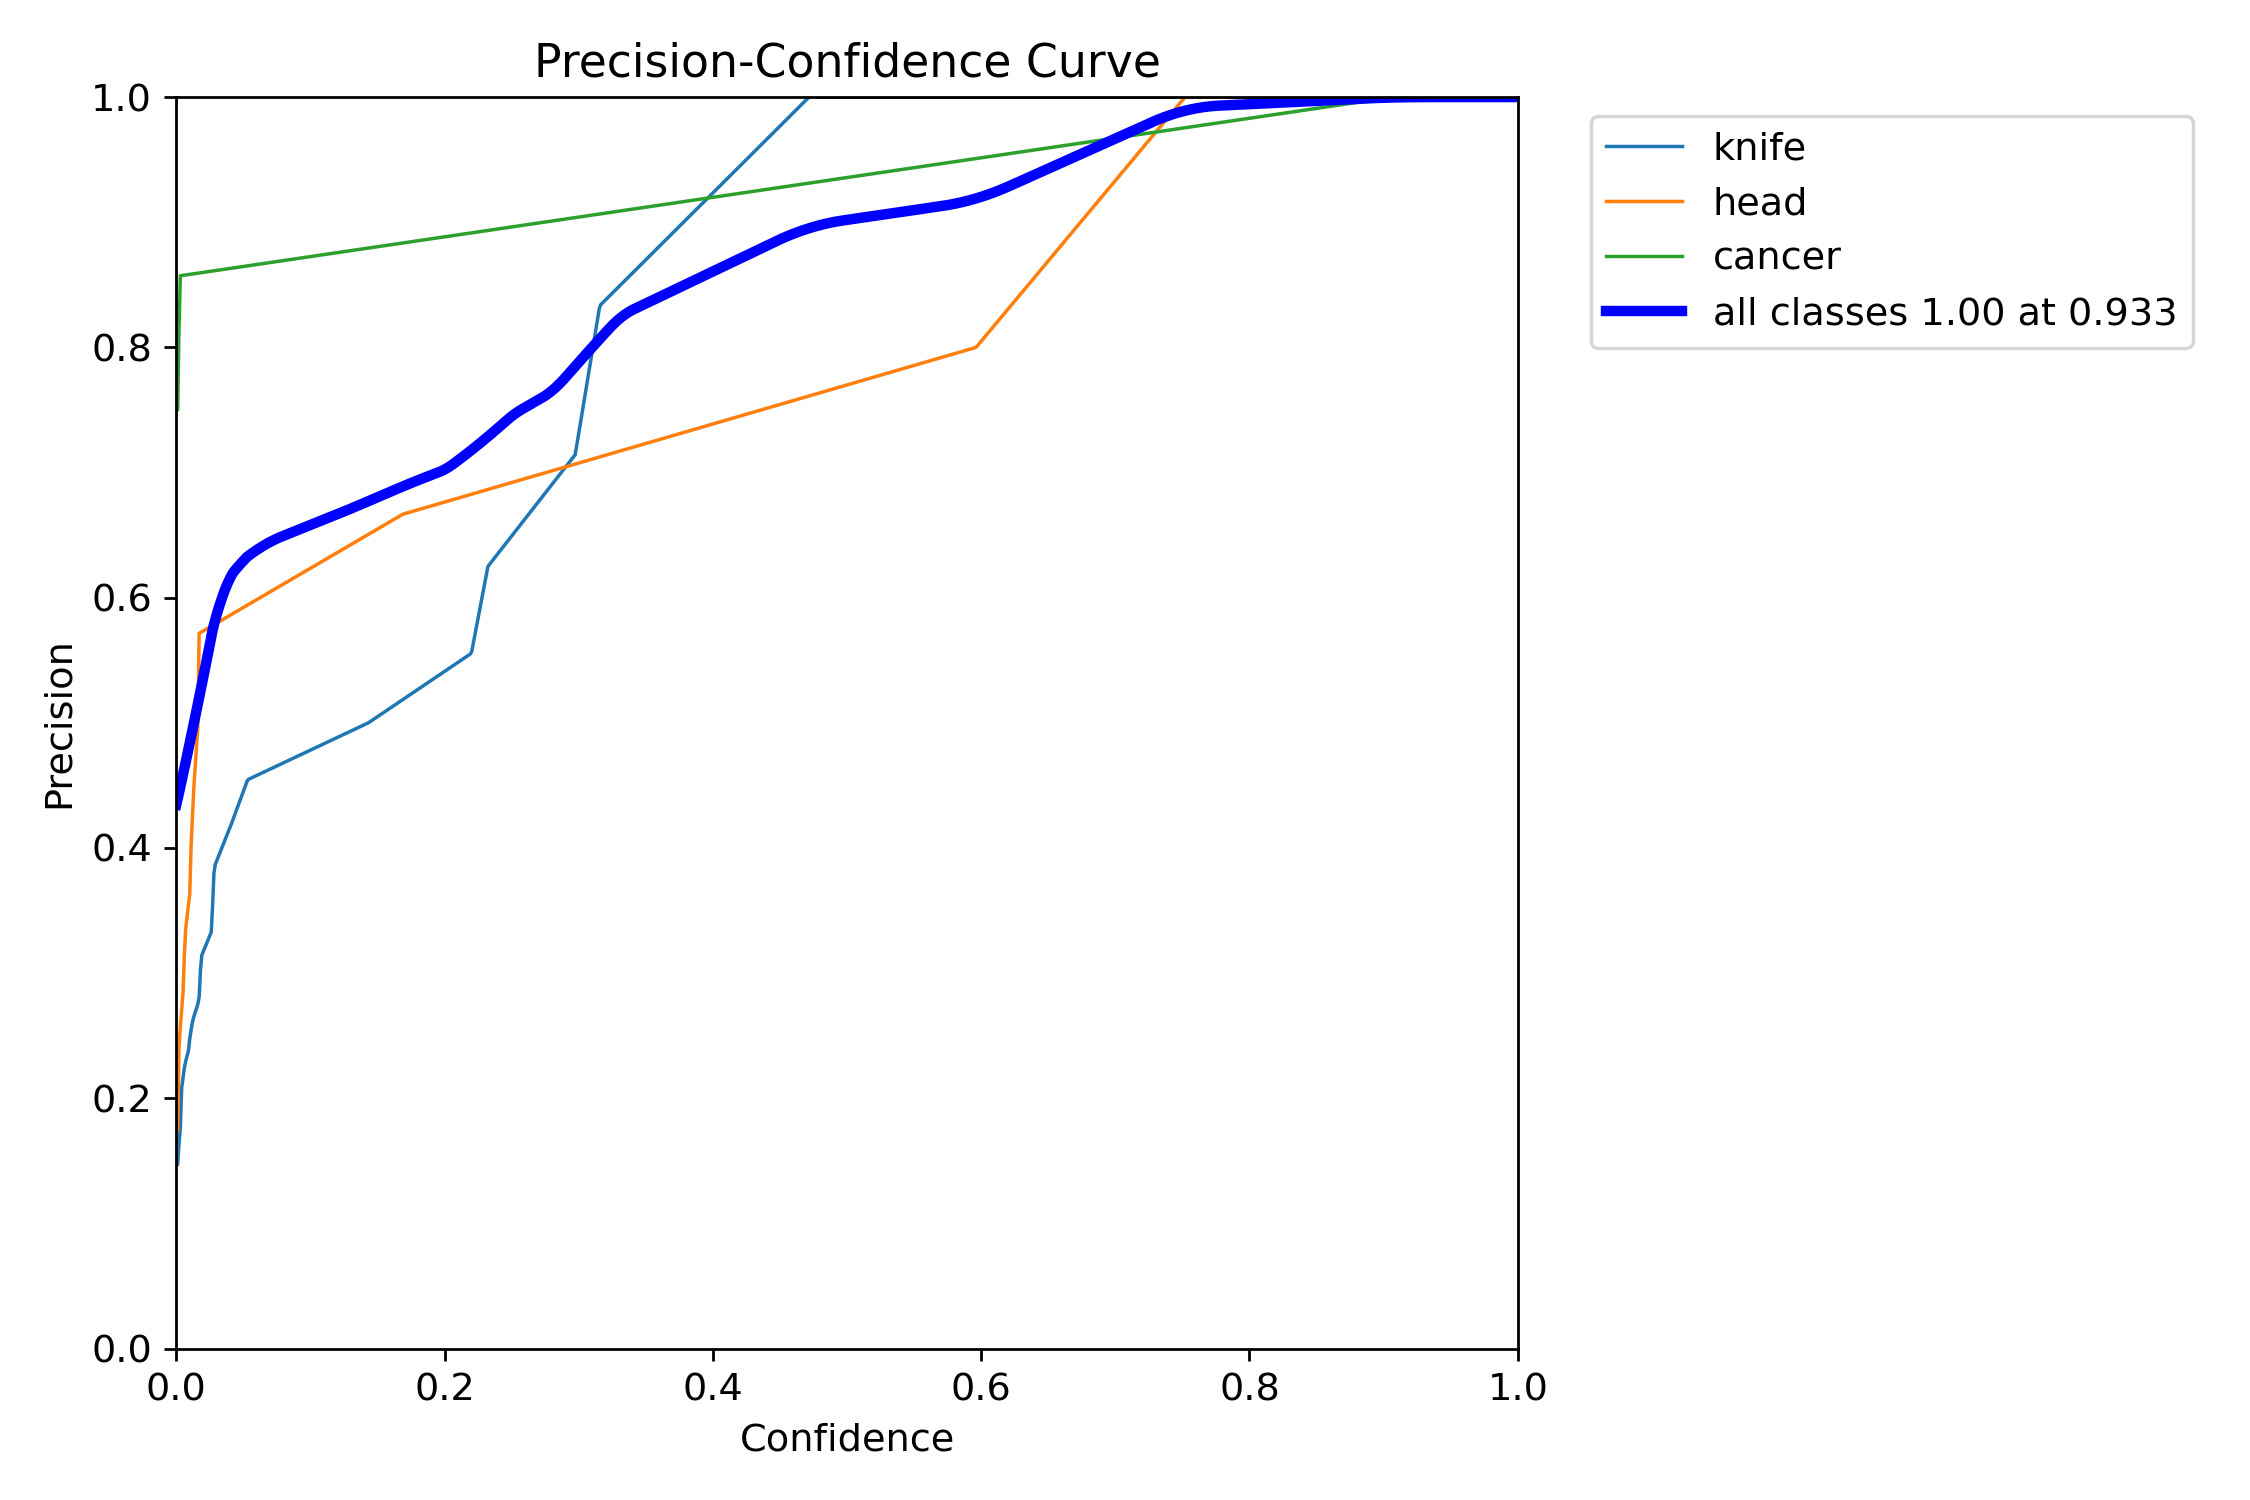 Precision-Confidence Curve
1.0
0.8
0.6
0.4
0.2
0.0
Precision
0.0 0.2 0.4 0.6 0.8 1.0
Confidence
knife
head
cancer
all classes 1.00 at 0.933